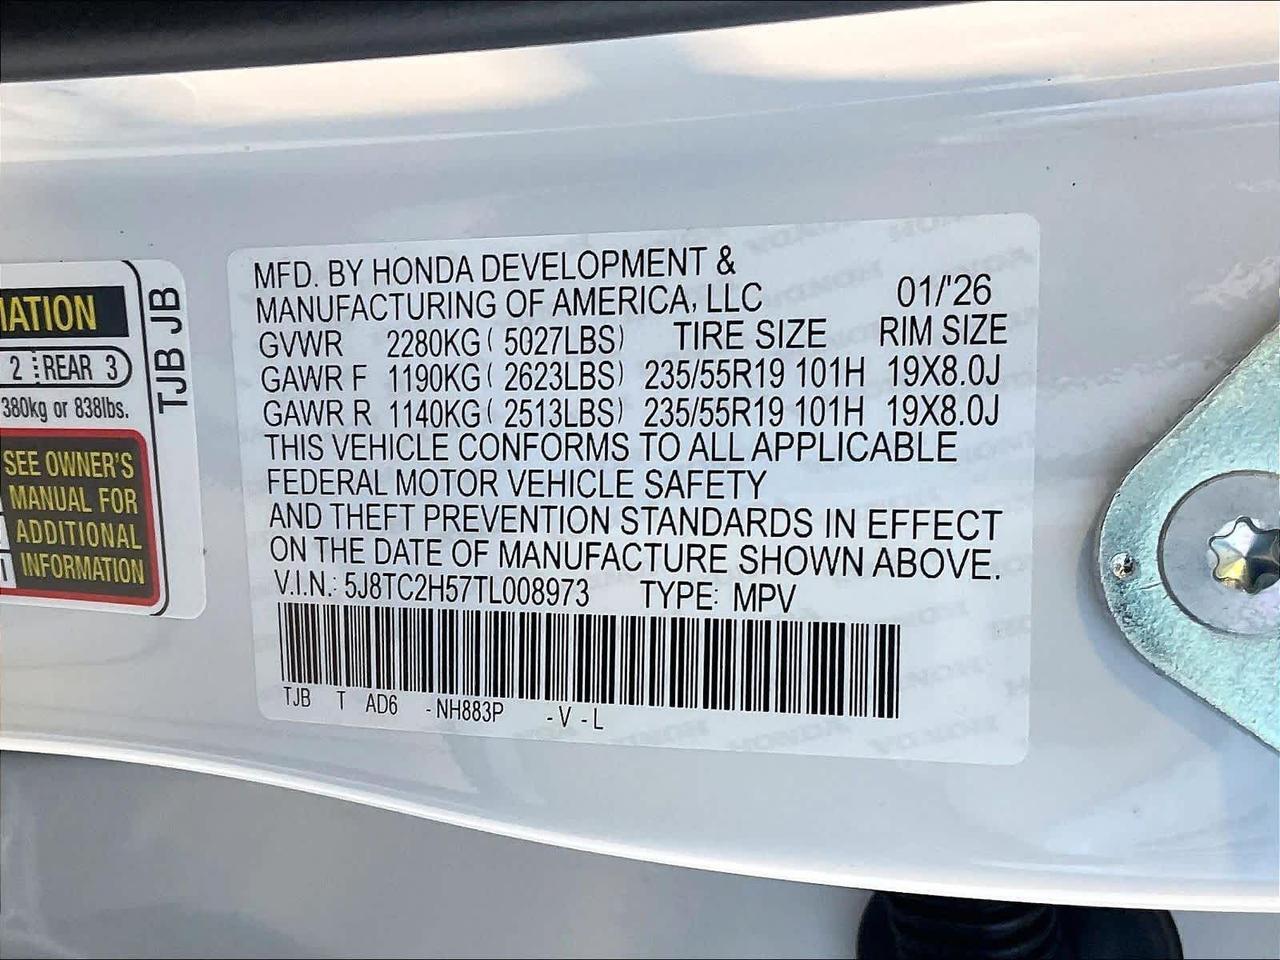 MATION
2 REAR 3
380kg or 838lbs.
SEE OWNER'S
MANUAL FOR
ADDITIONAL
INFORMATION
TJB JB
MFD. BY HONDA DEVELOPMENT &
MANUFACTURING OF AMERICA, LLC 01/'26
GVWR 2280KG ( 5027LBS) TIRE SIZE RIM SIZE
GAWR F 1190KG ( 2623LBS) 235/55R19 101H 19X8.0J
GAWR R 1140KG ( 2513LBS) 235/55R19 101H 19X8.0J
THIS VEHICLE CONFORMS TO ALL APPLICABLE
FEDERAL MOTOR VEHICLE SAFETY
AND THEFT PREVENTION STANDARDS IN EFFECT
ON THE DATE OF MANUFACTURE SHOWN ABOVE.
V.I.N.: 5J8TC2H57TL008973 TYPE: MPV
TJB T AD6 -NH883P -V-L